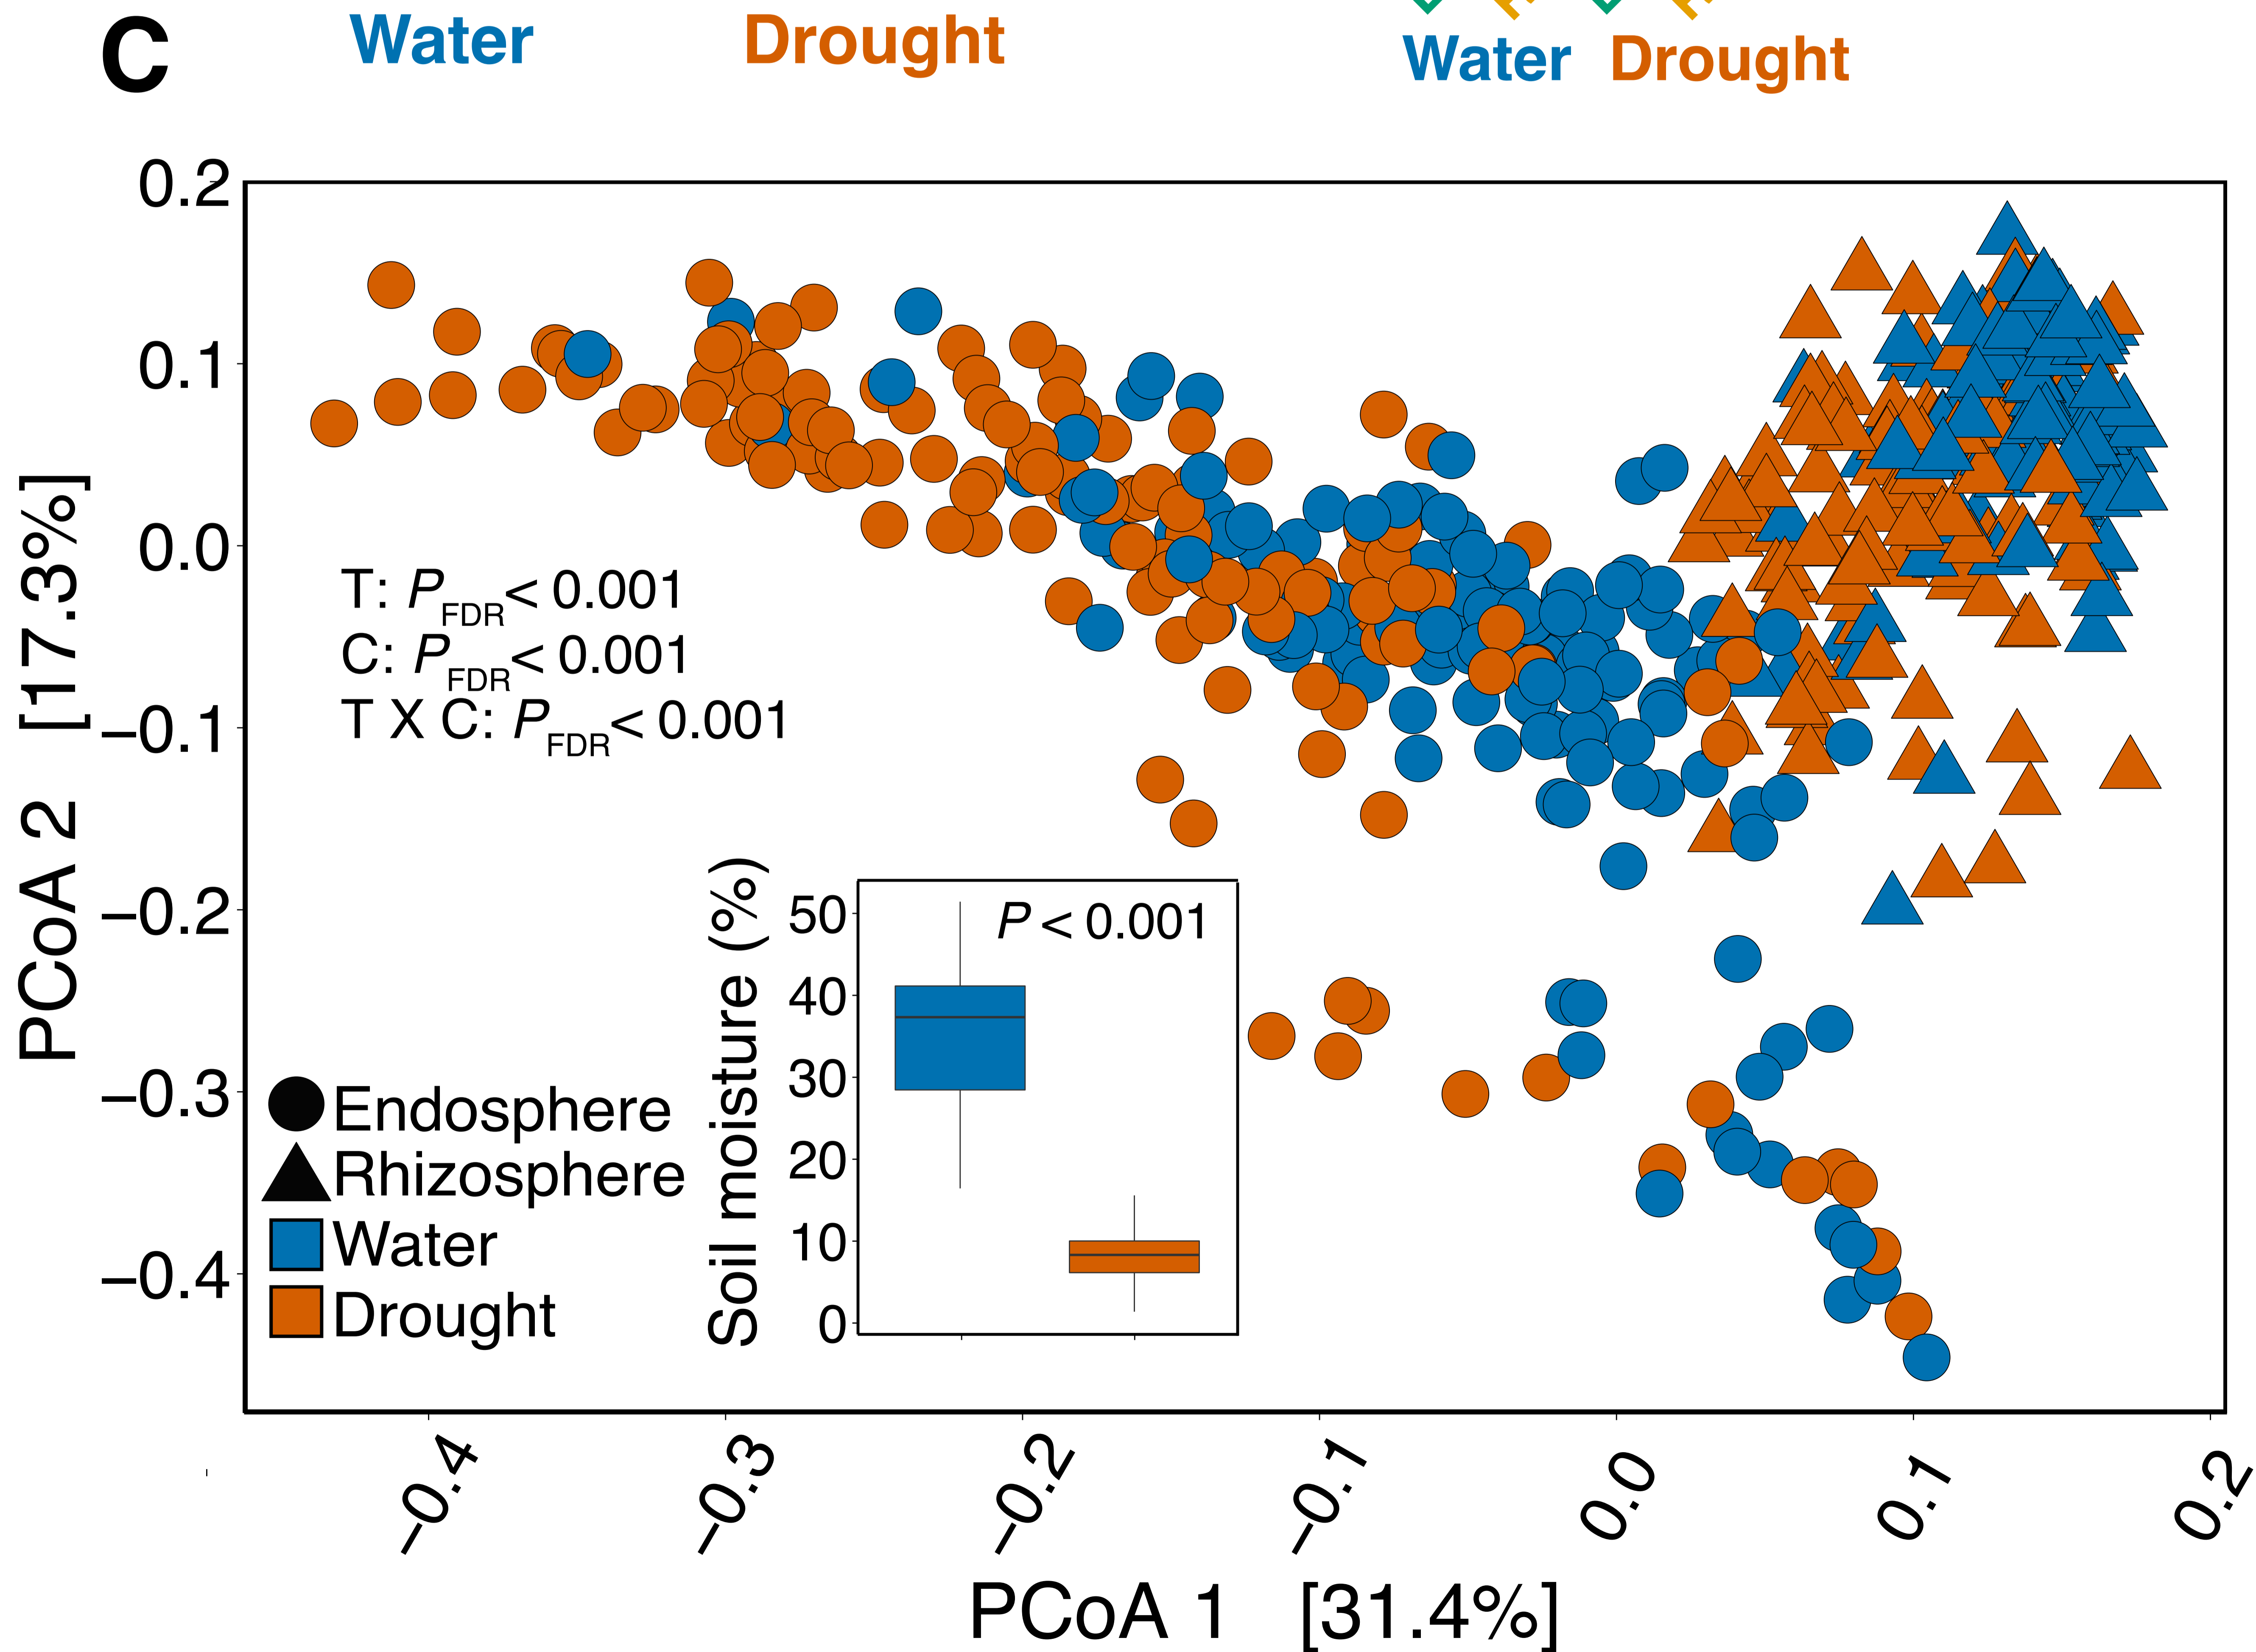 C
Water Drought
Water Drought
PCoA 2 [17.3%]
0.2
0.1
0.0
−0.1
−0.2
−0.3
−0.4
T: P FDR < 0.001
C: P FDR < 0.001
T X C: P FDR < 0.001
Endosphere
Rhizosphere
Water
Drought
Soil moisture (%)
50
40
30
20
10
0
P < 0.001
−0.4 −0.3 −0.2 −0.1 0.0 0.1 0.2
PCoA 1 [31.4%]